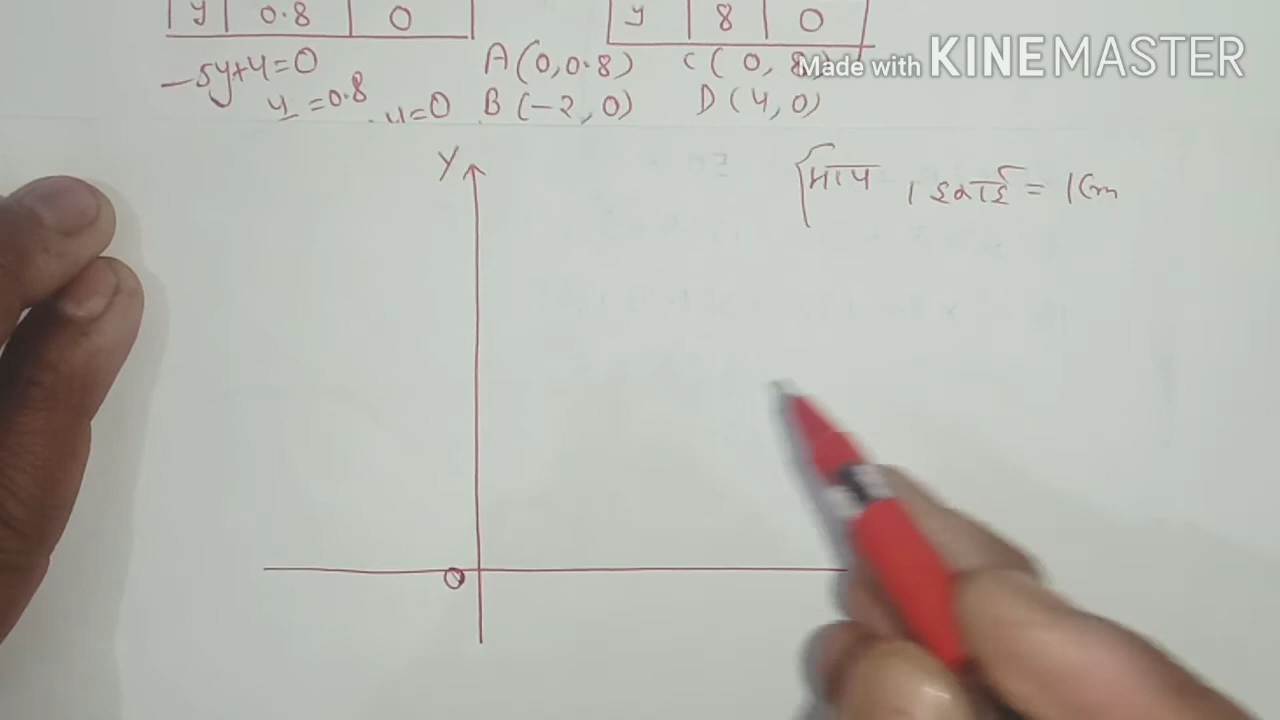 y 0.8 0
y 8 0
-5y+4=0 A(0,0.8) C(0,8)
y=0.8 y=0 B(-2,0) D(4,0)
Made with KINEMASTER
Y
माप 1 इकाई = 1Cm
O